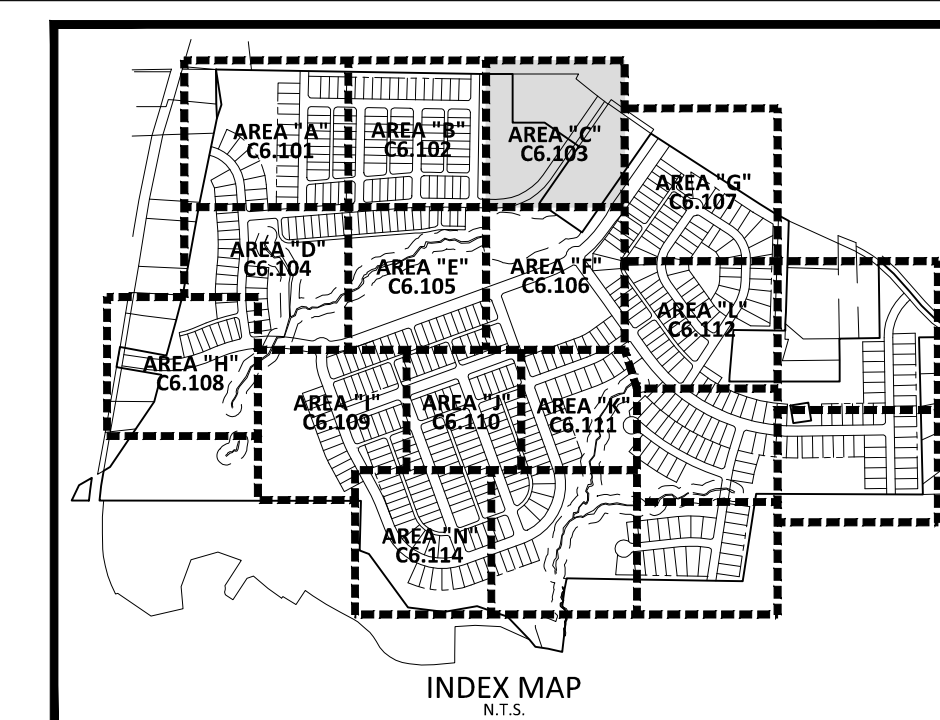 AREA "A"
C6.101
AREA "B"
C6.102
AREA "C"
C6.103
AREA "G"
C6.107
AREA "D"
C6.104
AREA "E"
C6.105
AREA "F"
C6.106
AREA "L"
C6.112
AREA "H"
C6.108
AREA "I"
C6.109
AREA "J"
C6.110
AREA "K"
C6.111
AREA "N"
C6.114
INDEX MAP
N.T.S.